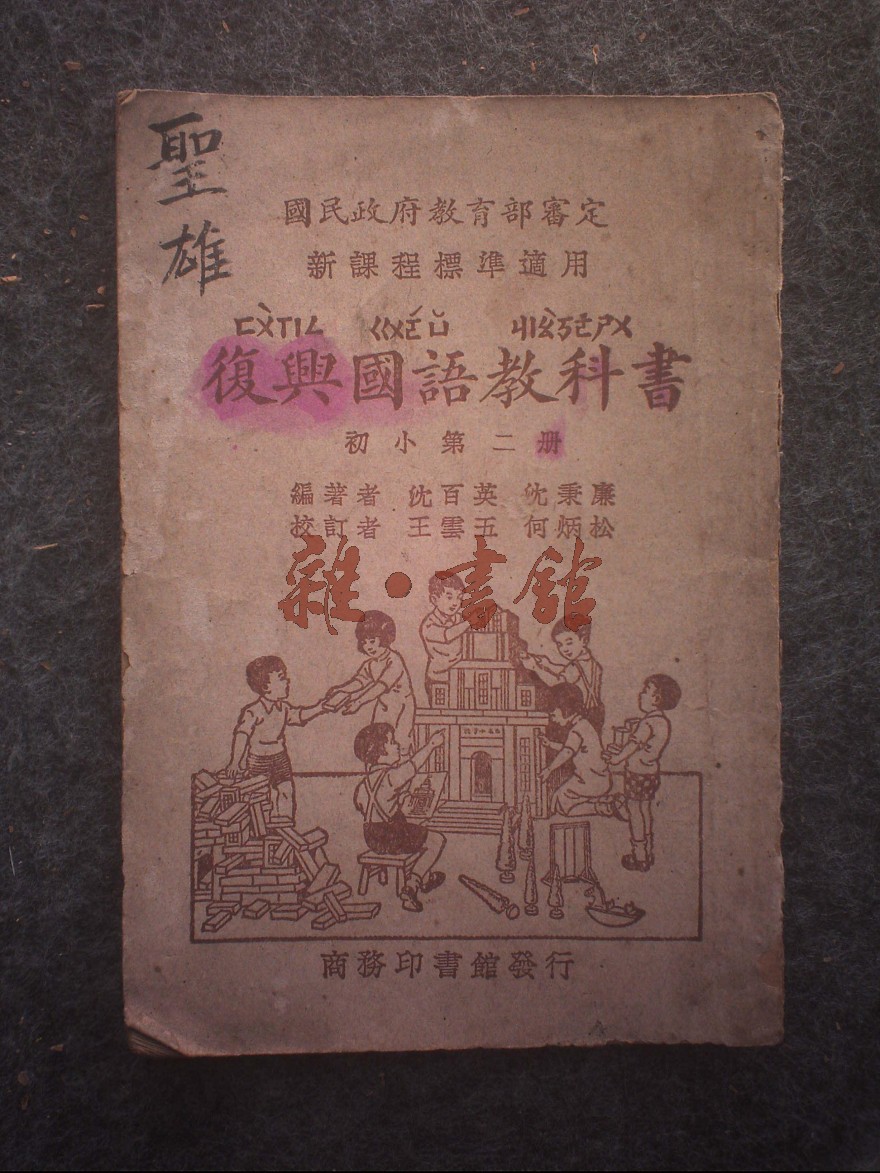 聖雄
國民政府教育部審定
新課程標準適用
復興國語教科書
初小第二册
編著者 沈百英 沈秉廉
校訂者 王雲五 何炳松
雜·書館
商務印書館發行